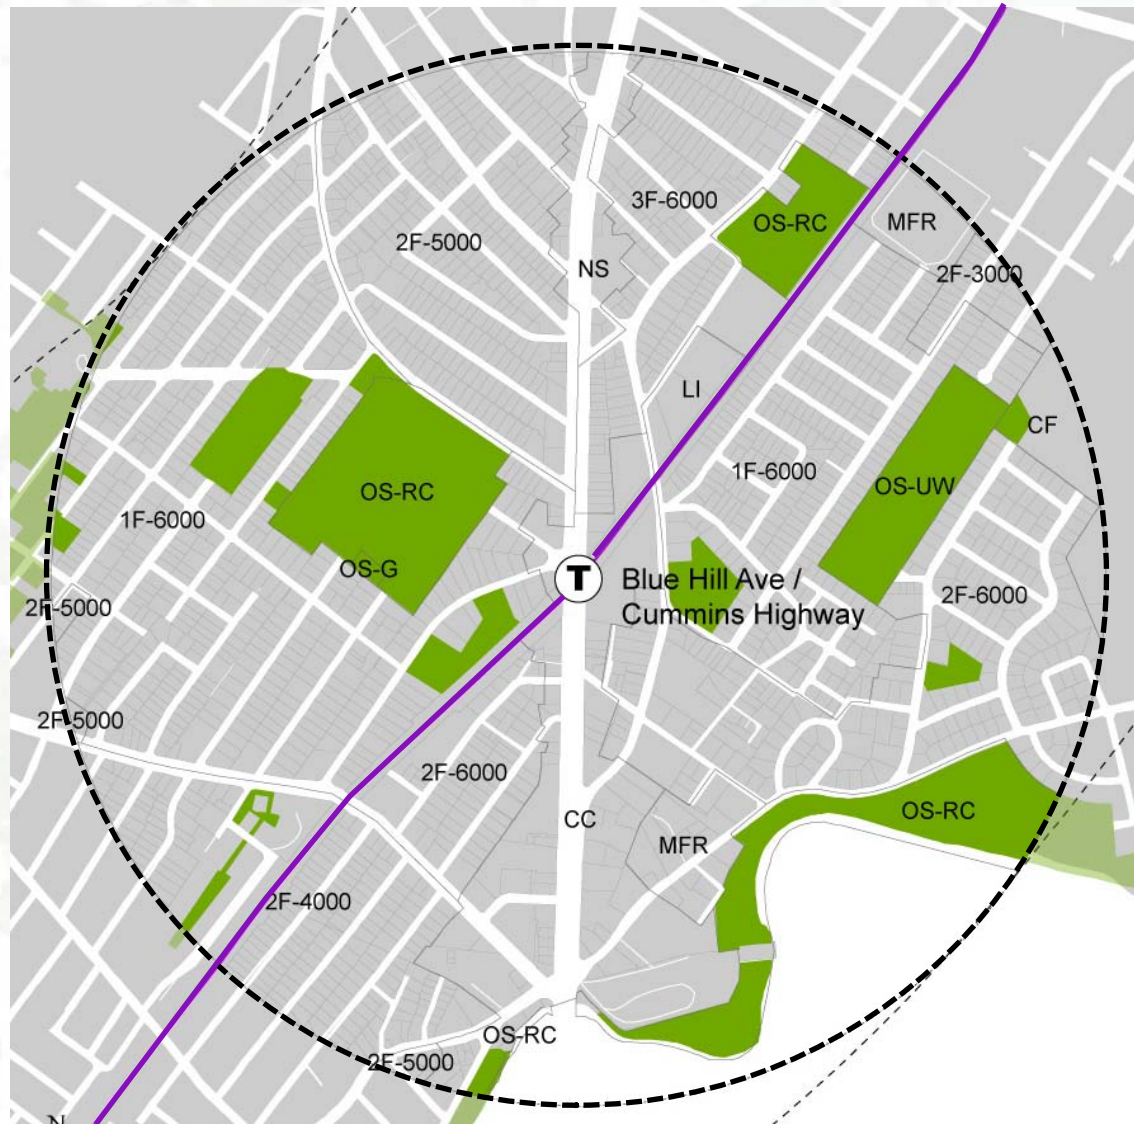 3F-6000
OS-RC
MFR
2F-5000
NS
2F-3000
LI
CF
1F-6000
OS-UW
OS-RC
1F-6000
OS-G
T
Blue Hill Ave /
Cummins Highway
2F-6000
2F-5000
2F-5000
2F-6000
OS-RC
CC
MFR
2F-4000
OS-RC
2F-5000
N